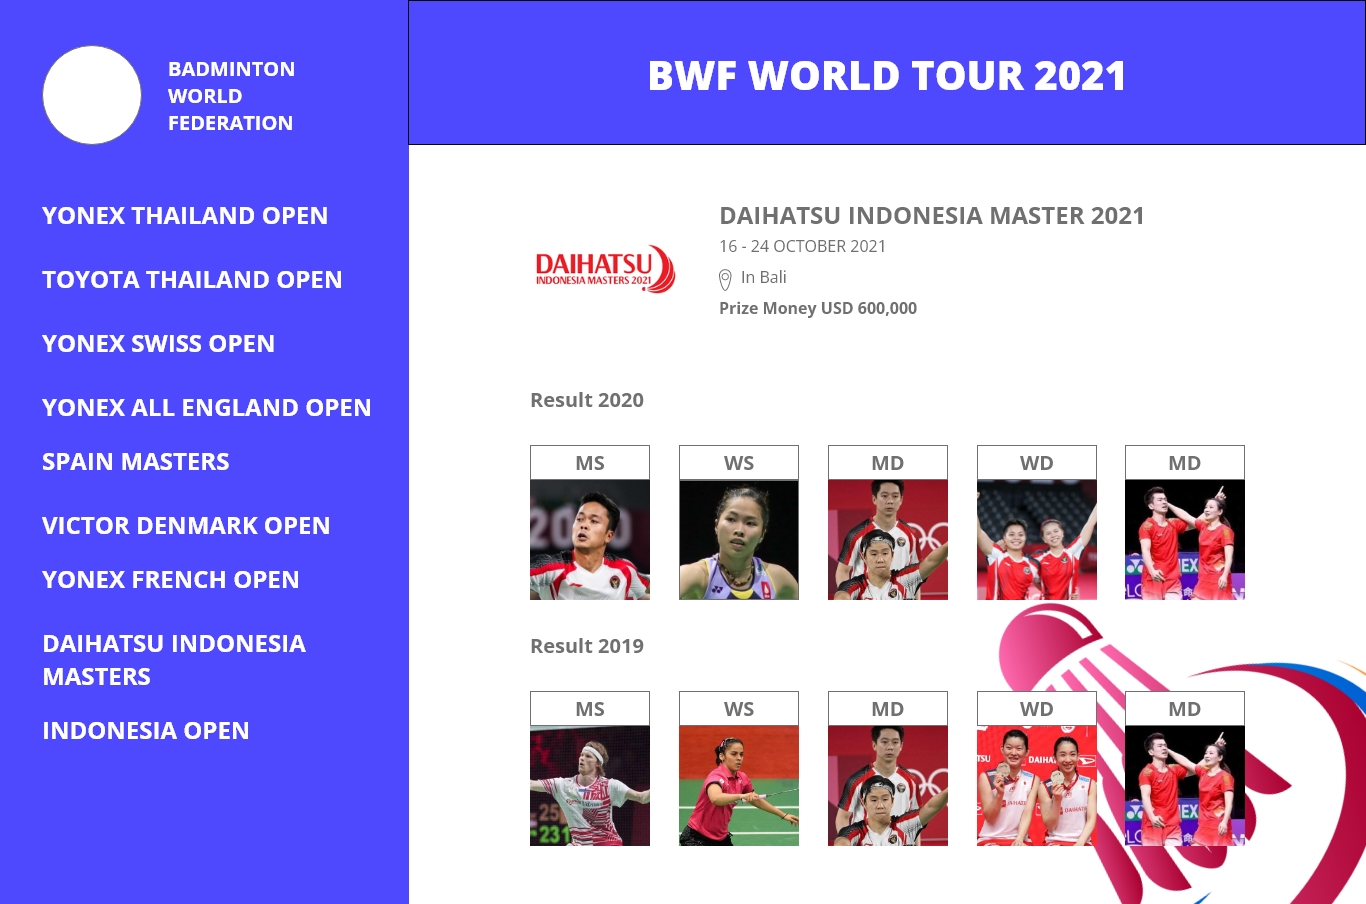 BADMINTON
WORLD
FEDERATION
YONEX THAILAND OPEN
TOYOTA THAILAND OPEN
YONEX SWISS OPEN
YONEX ALL ENGLAND OPEN
SPAIN MASTERS
VICTOR DENMARK OPEN
YONEX FRENCH OPEN
DAIHATSU INDONESIA
MASTERS
INDONESIA OPEN
BWF WORLD TOUR 2021
DAIHATSU
INDONESIA MASTERS 2021
DAIHATSU INDONESIA MASTER 2021
16 - 24 OCTOBER 2021
In Bali
Prize Money USD 600,000
Result 2020
MS WS MD WD MD
Result 2019
MS WS MD WD MD
DAIHA
231